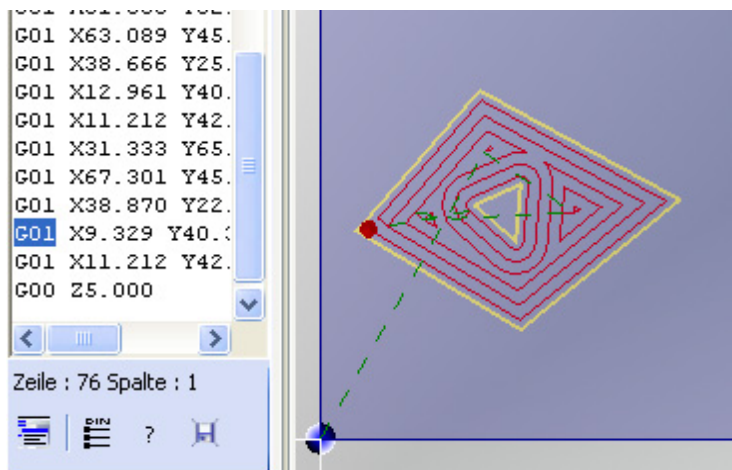 G01 X63.089 Y45.
G01 X38.666 Y25.
G01 X12.961 Y40.
G01 X11.212 Y42.
G01 X31.333 Y65.
G01 X67.301 Y45.
G01 X38.870 Y22.
G01 X9.329 Y40.
G01 X11.212 Y42.
G00 Z5.000
Zeile : 76 Spalte : 1
DIN
?